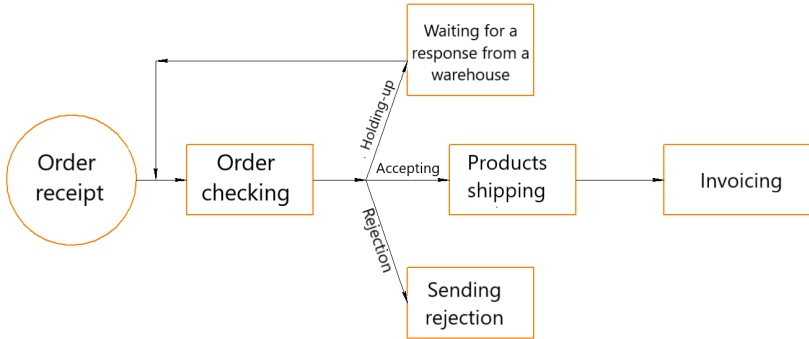 Waiting for a
response from a
warehouse
Holding-up
Order
receipt
Order
checking
Accepting
Products
shipping
Invoicing
Rejection
Sending
rejection